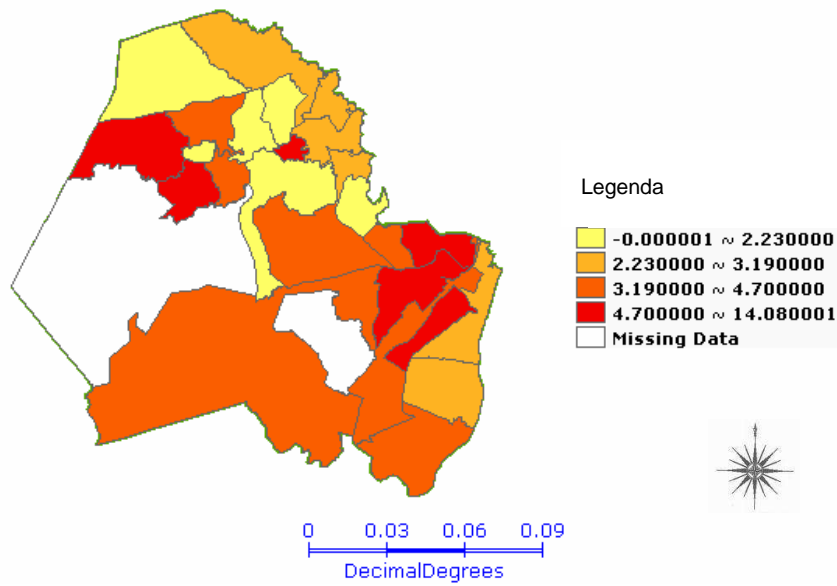 Legenda
-0.000001 ~ 2.230000
2.230000 ~ 3.190000
3.190000 ~ 4.700000
4.700000 ~ 14.080001
Missing Data
0 0.03 0.06 0.09
DecimalDegrees